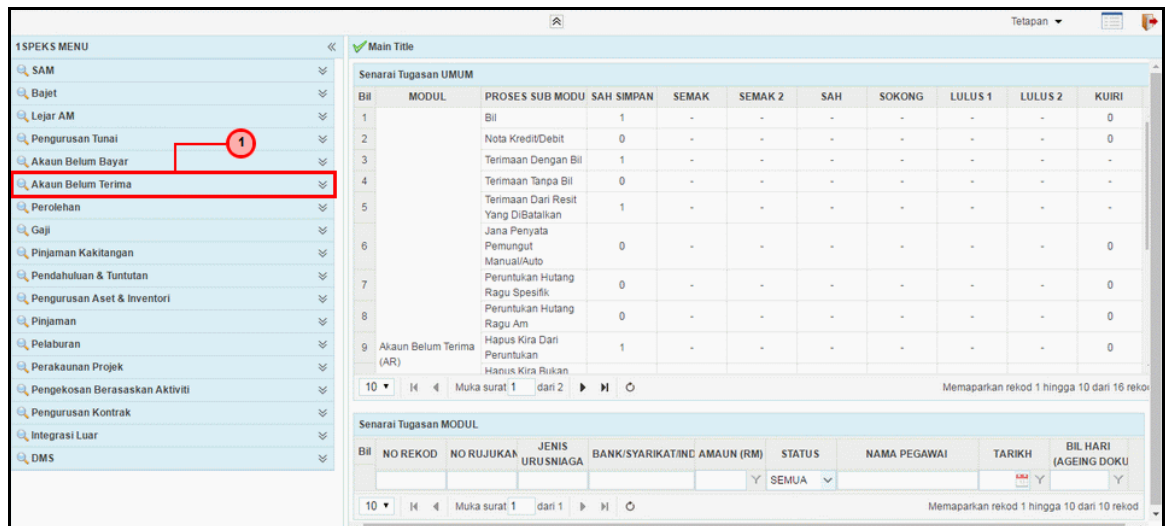 Tetapan
1SPEKS MENU
Main Title
SAM
Bajet
Lejar AM
Pengurusan Tunai
1
Akaun Belum Bayar
Akaun Belum Terima
Perolehan
Gaji
Pinjaman Kakitangan
Pendahuluan & Tuntutan
Pengurusan Aset & Inventori
Pinjaman
Pelaburan
Perakaunan Projek
Pengekosan Berasaskan Aktiviti
Pengurusan Kontrak
Integrasi Luar
DMS
Senarai Tugasan UMUM
Bil MODUL PROSES SUB MODU SAH SIMPAN SEMAK SEMAK 2 SAH SOKONG LULUS 1 LULUS 2 KUIRI
1 Bil 1 - - - - - - 0
2 Nota Kredit/Debit 0 - - - - - - 0
3 Terimaan Dengan Bil 1 - - - - - - -
4 Terimaan Tanpa Bil 0 - - - - - - -
Terimaan Dari Resit
5 Yang DiBatalkan 1 - - - - - - -
Jana Penyata
6 Pemungut 0 - - - - - - 0
Manual/Auto
Peruntukan Hutang
7 Ragu Spesifik 0 - - - - - - 0
Peruntukan Hutang
8 Ragu Am 0 - - - - - - 0
Hapus Kira Dari
9 Akaun Belum Terima Peruntukan 1 - - - - - - 0
(AR) Hapus Kira Bukan
10 Muka surat 1 dari 2 Memaparkan rekod 1 hingga 10 dari 16 reko
Senarai Tugasan MODUL
Bil NO REKOD NO RUJUKAN JENIS URUSNIAGA BANK/SYARIKAT/IND AMAUN (RM) STATUS NAMA PEGAWAI TARIKH BIL HARI (AGEING DOKU
SEMUA
10 Muka surat 1 dari 1 Memaparkan rekod 1 hingga 10 dari 10 rekod